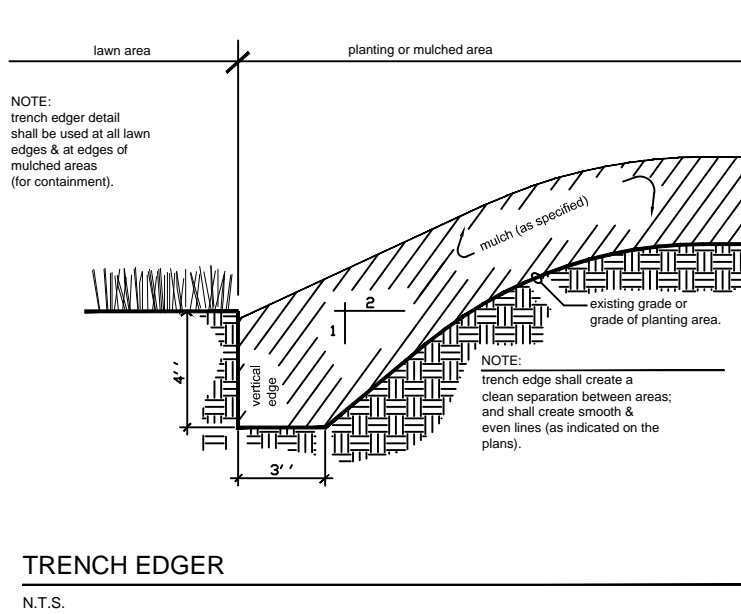 lawn area
planting or mulched area
NOTE:
trench edger detail
shall be used at all lawn
edges & at edges of
mulched areas
(for containment).
mulch (as specified)
2
1
existing grade or
grade of planting area.
4''
vertical
edge
NOTE:
trench edge shall create a
clean separation between areas;
and shall create smooth &
even lines (as indicated on the
plans).
3''
TRENCH EDGER
N.T.S.